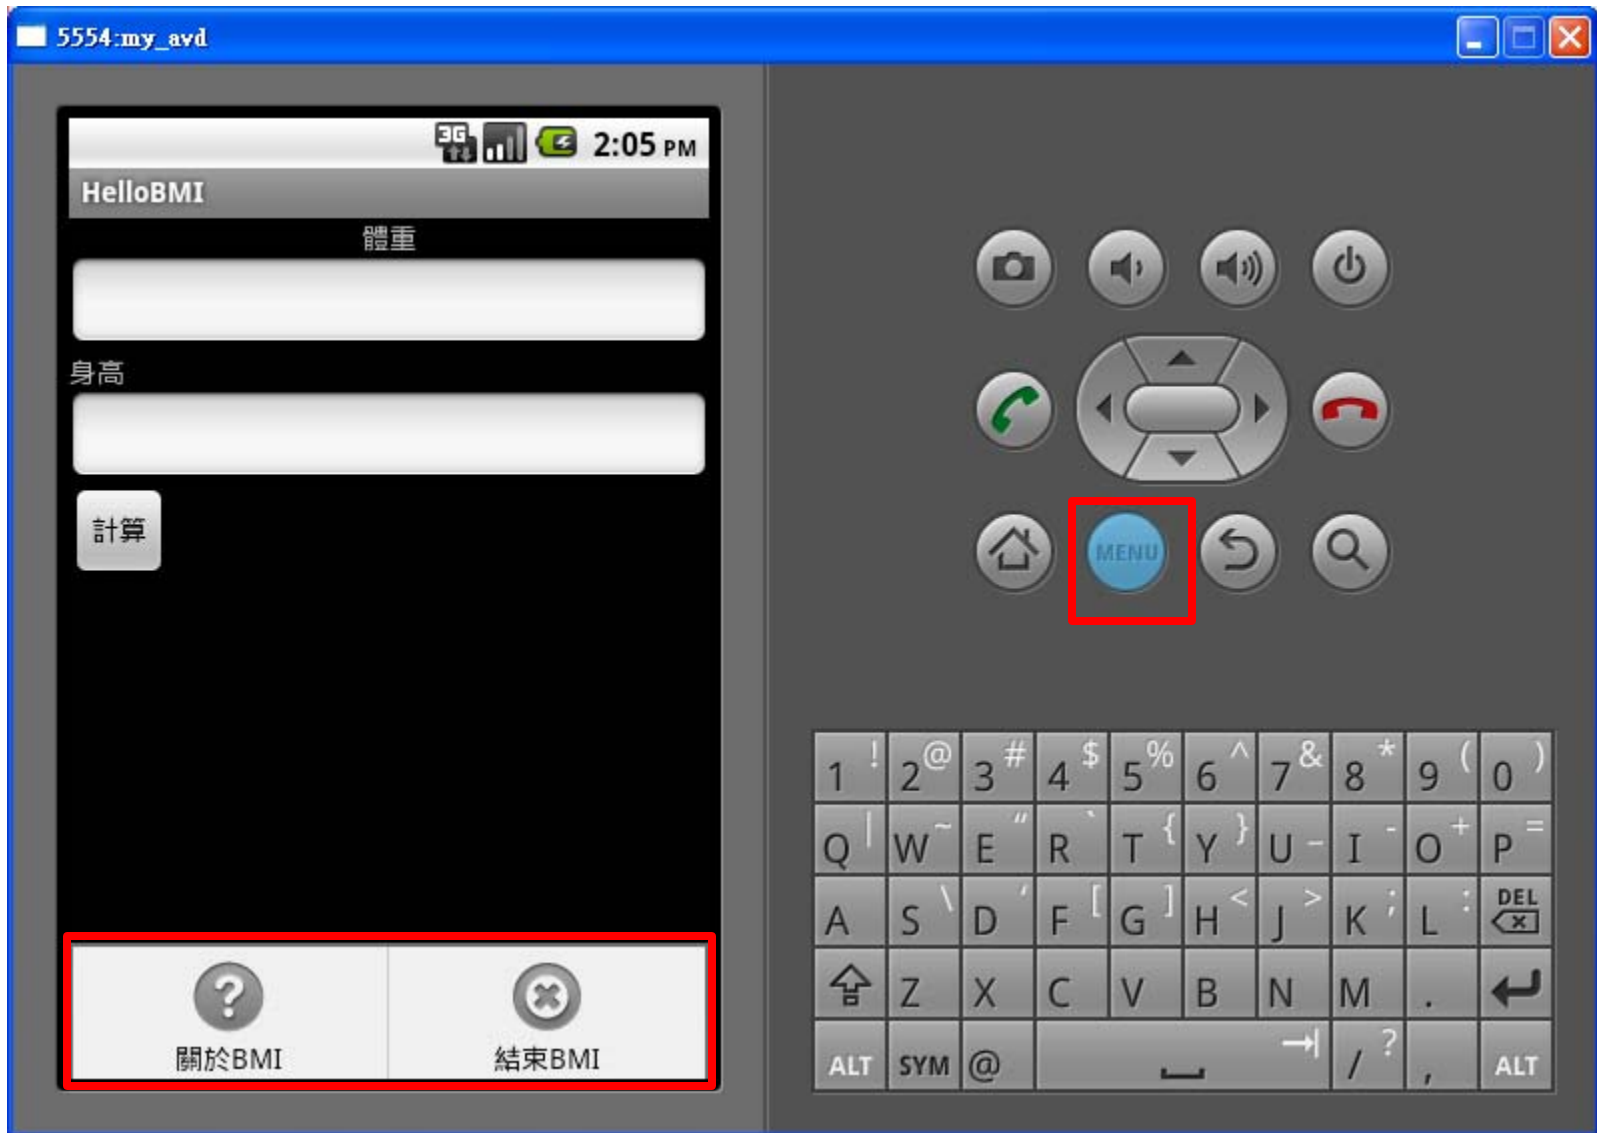 5554:my_avd
3G 2:05 PM
HelloBMI
體重
身高
計算
關於BMI 結束BMI
MENU
1 ! 2 @ 3 # 4 $ 5 % 6 ^ 7 & 8 * 9 ( 0 )
Q | W ~ E " R ` T { Y } U _ I - O + P =
A S \ D ' F [ G ] H < J > K ; L : DEL
Z X C V B N M .
ALT SYM @ / ? , ALT